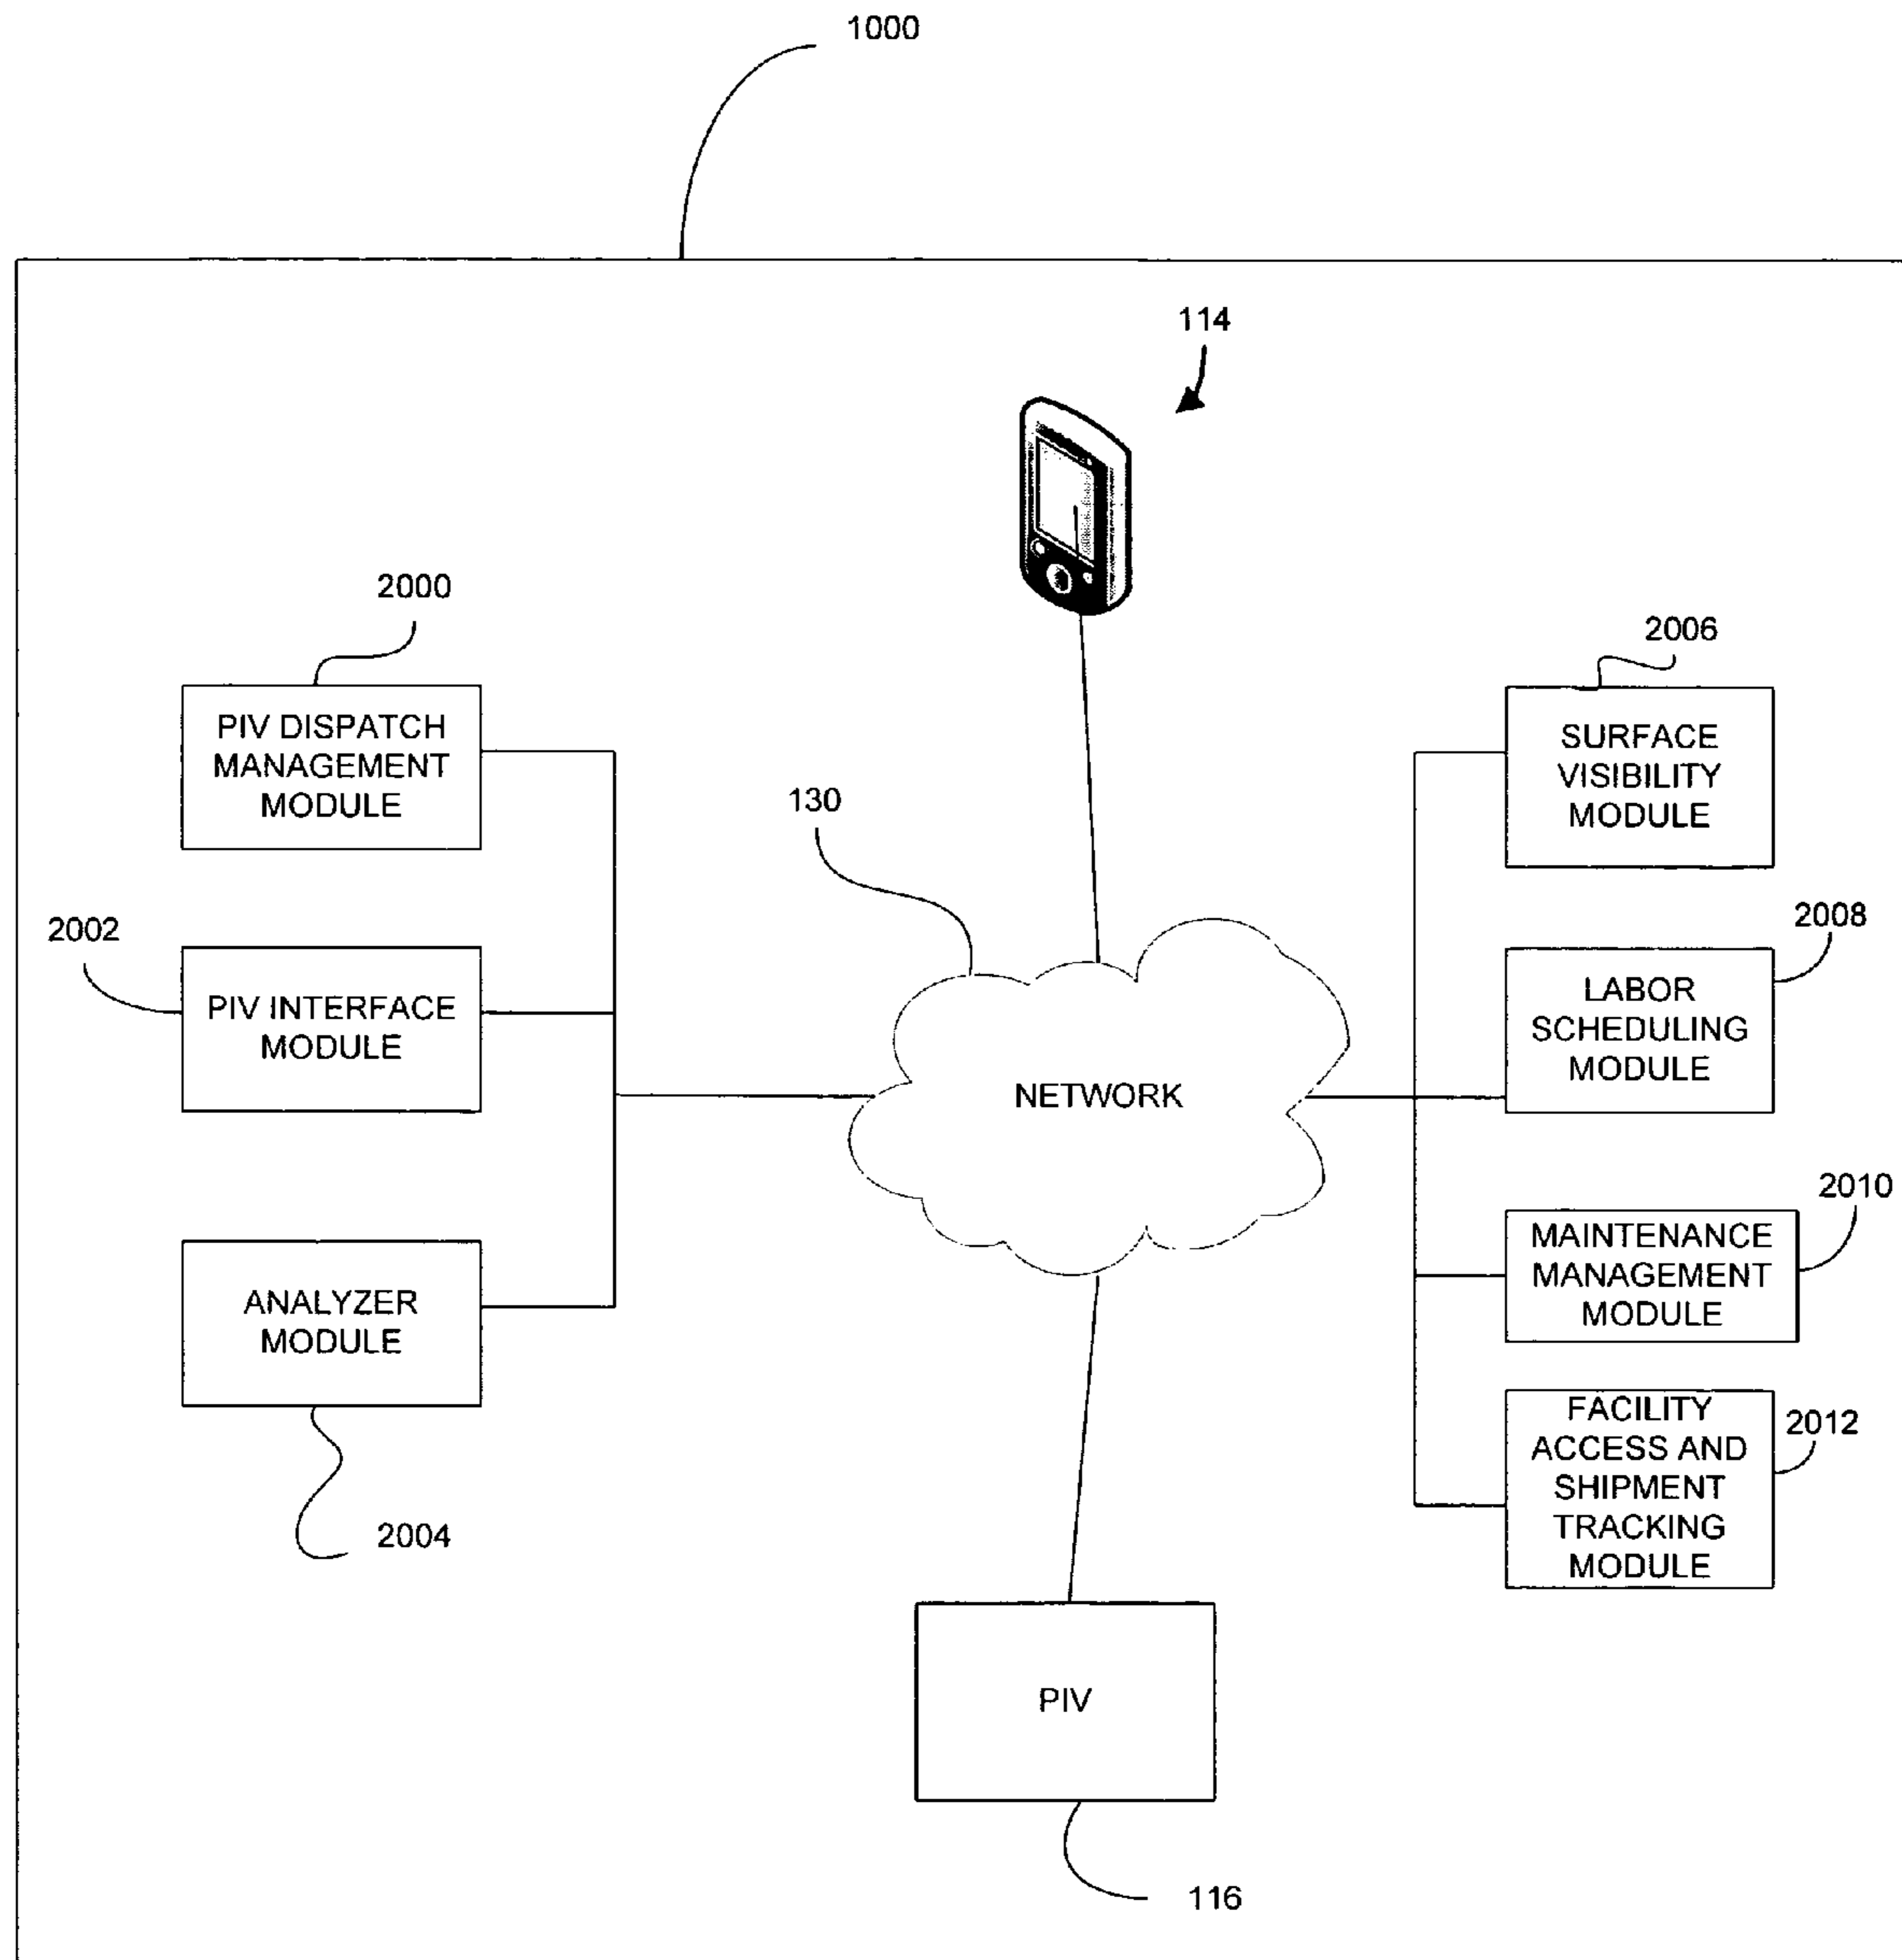 1000
114
2000
PIV DISPATCH
MANAGEMENT
MODULE
2006
SURFACE
VISIBILITY
MODULE
130
2002
PIV INTERFACE
MODULE
2008
LABOR
SCHEDULING
MODULE
NETWORK
2010
MAINTENANCE
MANAGEMENT
MODULE
ANALYZER
MODULE
2004
FACILITY
ACCESS AND
SHIPMENT
TRACKING
MODULE
2012
PIV
116